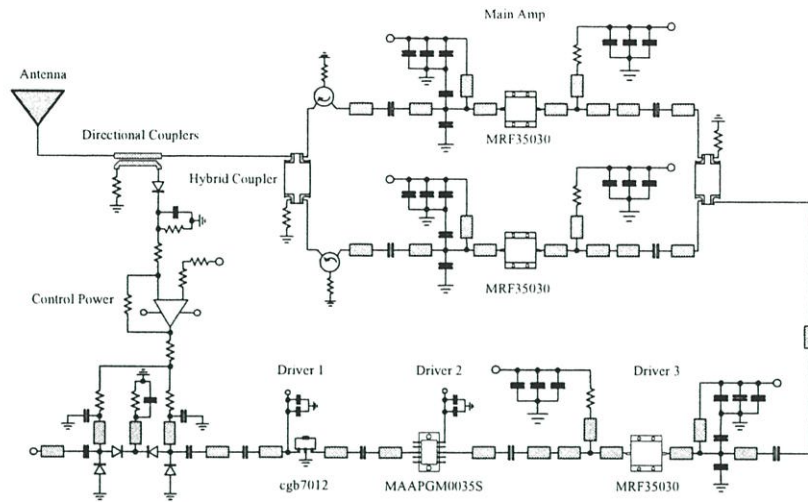 Main Amp
Antenna
Directional Couplers
MRF35030
Hybrid Coupler
MRF35030
Control Power
Driver 1
Driver 2
Driver 3
cgb7012
MAAPGM0035S
MRF35030